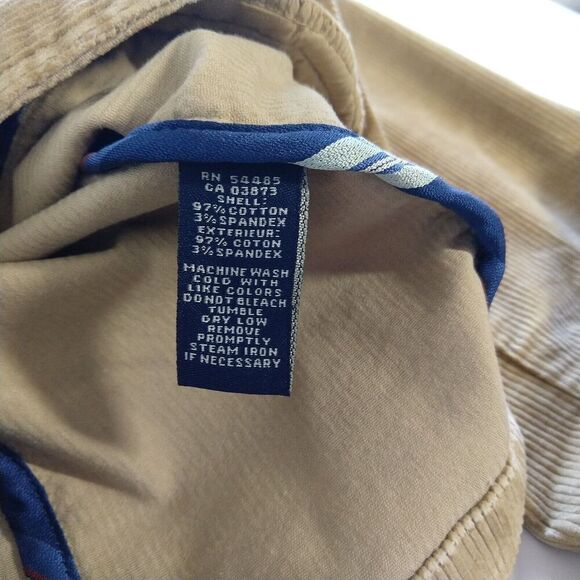 RN 54485
CA 03873
SHELL:
97% COTTON
3% SPANDEX
EXTERIEUR:
97% COTON
3% SPANDEX
MACHINE WASH
COLD WITH
LIKE COLORS
DO NOT BLEACH
TUMBLE
DRY LOW
REMOVE
PROMPTLY
STEAM IRON
IF NECESSARY